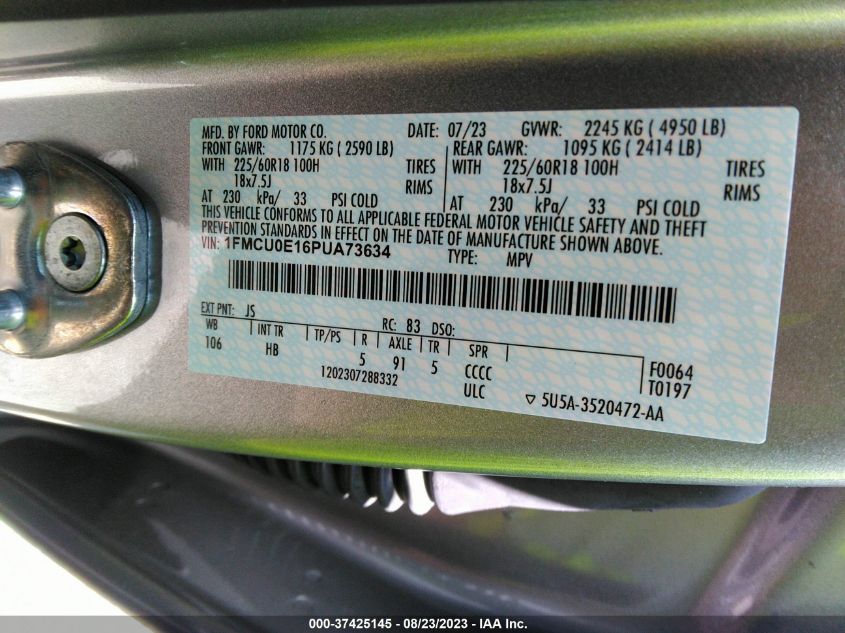 MFD. BY FORD MOTOR CO. DATE: 07/23 GVWR: 2245 KG ( 4950 LB)
FRONT GAWR: 1175 KG ( 2590 LB) REAR GAWR: 1095 KG ( 2414 LB)
WITH 225/60R18 100H TIRES WITH 225/60R18 100H TIRES
18x7.5J RIMS 18x7.5J RIMS
AT 230 kPa/ 33 PSI COLD AT 230 kPa/ 33 PSI COLD
THIS VEHICLE CONFORMS TO ALL APPLICABLE FEDERAL MOTOR VEHICLE SAFETY AND THEFT
PREVENTION STANDARDS IN EFFECT ON THE DATE OF MANUFACTURE SHOWN ABOVE.
VIN: 1FMCU0E16PUA73634 TYPE: MPV
EXT PNT: JS RC: 83 DSO:
WB INT TR TP/PS R AXLE TR SPR
106 HB 5 91 5 CCCC F0064
1202307288332 ULC T0197
▽ 5U5A-3520472-AA
000-37425145 - 08/23/2023 - IAA Inc.